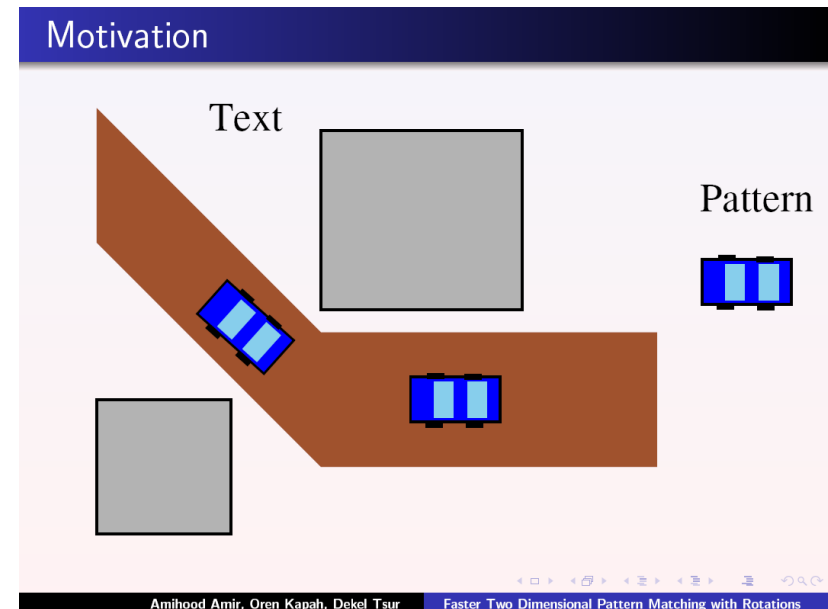 Motivation
Text
Pattern
Amihood Amir, Oren Kapah, Dekel Tsur
Faster Two Dimensional Pattern Matching with Rotations